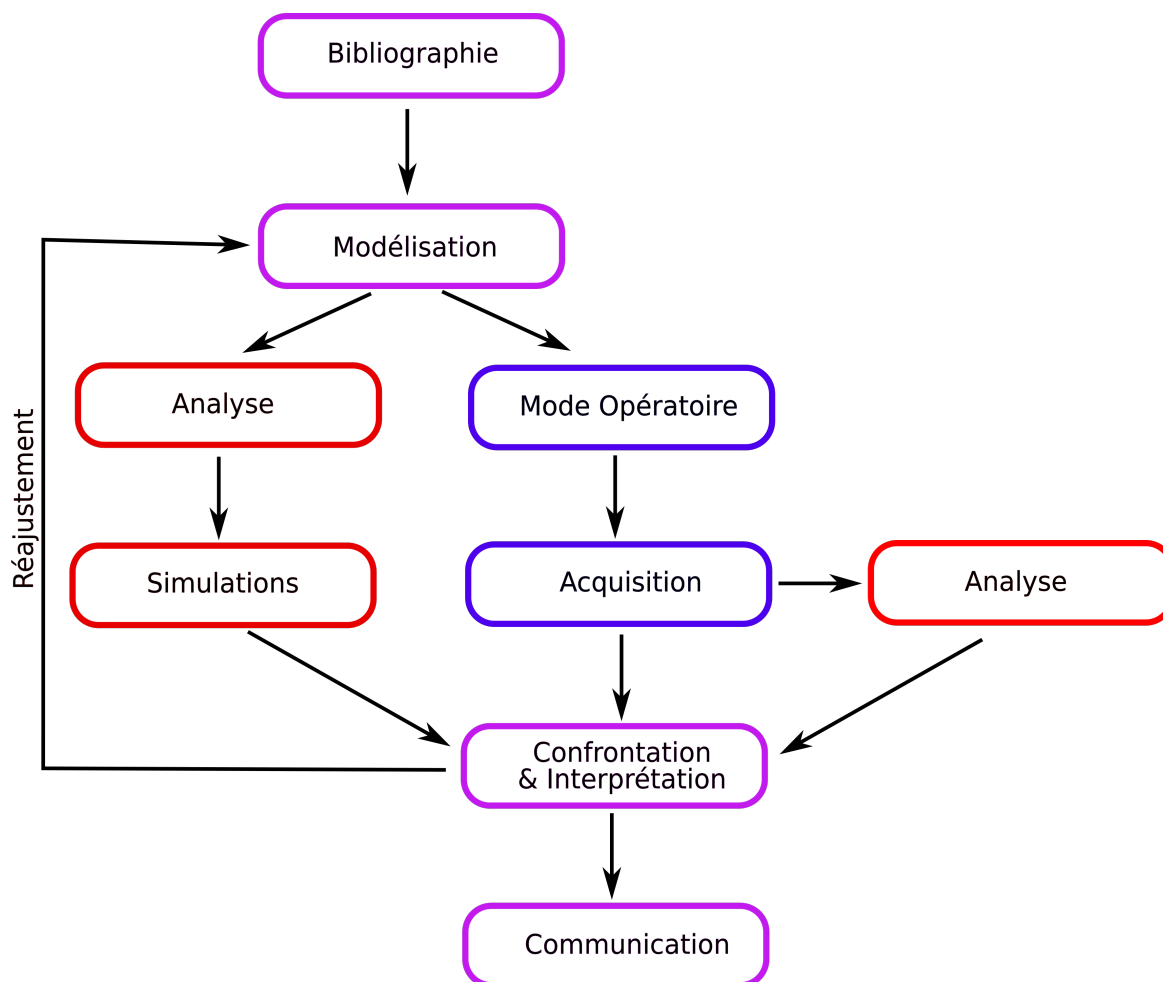 Bibliographie
Modélisation
Analyse
Mode Opératoire
Réajustement
Simulations
Acquisition
Analyse
Confrontation
& Interprétation
Communication